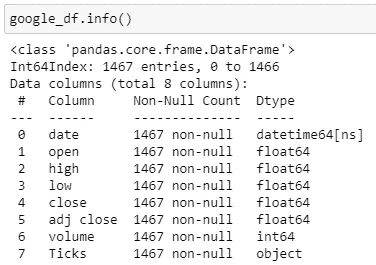 google_df.info()
<class 'pandas.core.frame.DataFrame'>
Int64Index: 1467 entries, 0 to 1466
Data columns (total 8 columns):
 #   Column     Non-Null Count  Dtype
---  ------     --------------  -----
 0   date       1467 non-null   datetime64[ns]
 1   open       1467 non-null   float64
 2   high       1467 non-null   float64
 3   low        1467 non-null   float64
 4   close      1467 non-null   float64
 5   adj close  1467 non-null   float64
 6   volume     1467 non-null   int64
 7   Ticks      1467 non-null   object